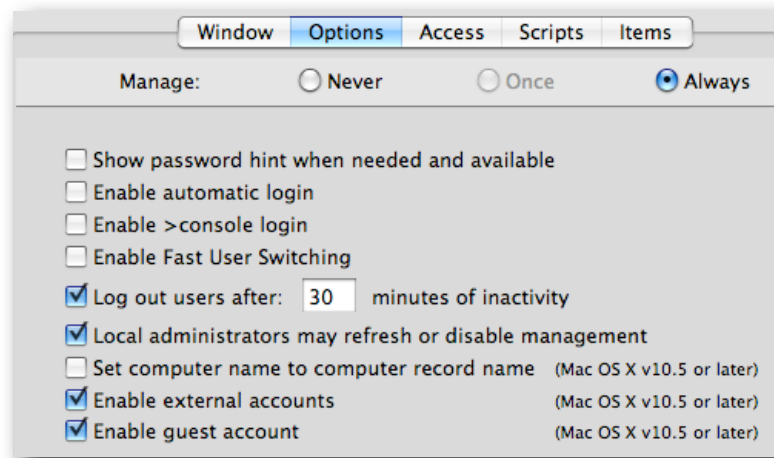 Window Options Access Scripts Items
Manage: Never Once Always
Show password hint when needed and available
Enable automatic login
Enable >console login
Enable Fast User Switching
Log out users after: 30 minutes of inactivity
Local administrators may refresh or disable management
Set computer name to computer record name (Mac OS X v10.5 or later)
Enable external accounts (Mac OS X v10.5 or later)
Enable guest account (Mac OS X v10.5 or later)